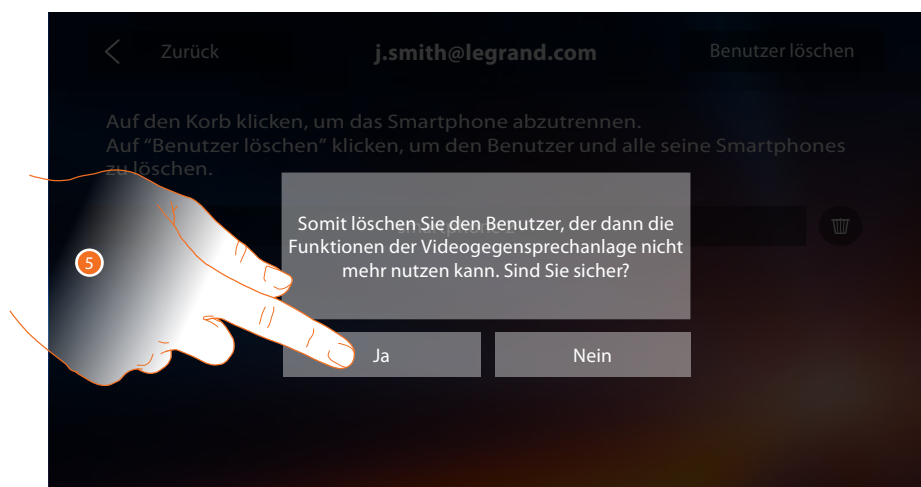 Zurück
j.smith@legrand.com
Benutzer löschen
Auf den Korb klicken, um das Smartphone abzutrennen.
Auf “Benutzer löschen” klicken, um den Benutzer und alle seine Smartphones
zu löschen.
Somit löschen Sie den Benutzer, der dann die
Funktionen der Videogegensprechanlage nicht
mehr nutzen kann. Sind Sie sicher?
5
Ja
Nein